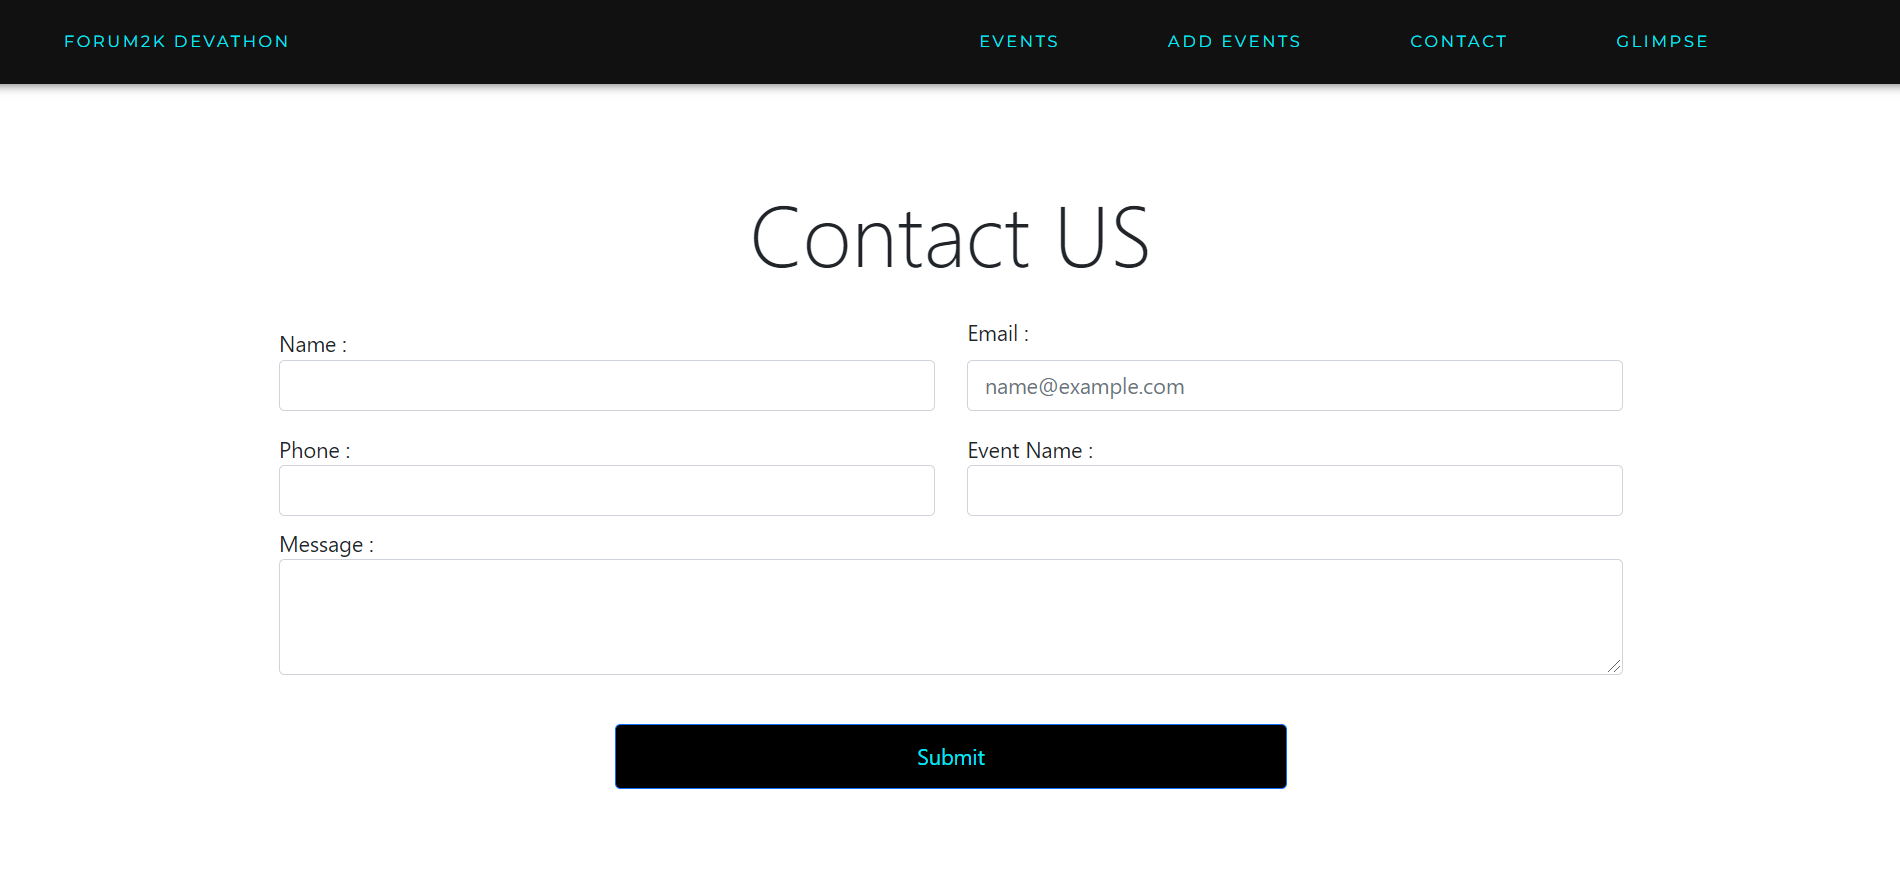 FORUM2K DEVATHON EVENTS ADD EVENTS CONTACT GLIMPSE
Contact US
Name :
Email :
name@example.com
Phone :
Event Name :
Message :
Submit